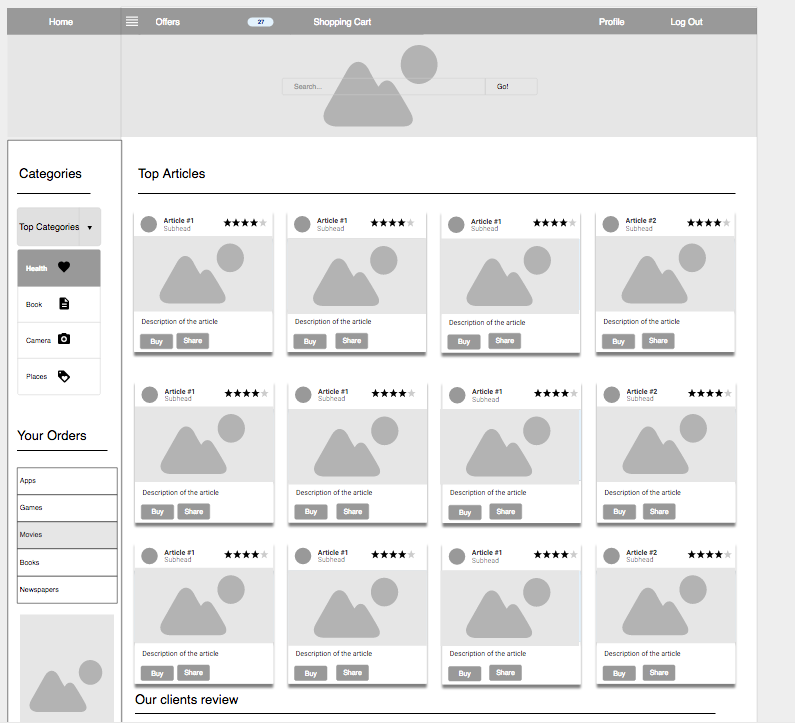 Home
Offers
27
Shopping Cart
Profile
Log Out
Search...
Go!
Categories
Top Categories
Health
Book
Camera
Places
Your Orders
Apps
Games
Movies
Books
Newspapers
Top Articles
Article #1
Subhead
Description of the article
Buy
Share
Article #1
Subhead
Description of the article
Buy
Share
Article #1
Subhead
Description of the article
Buy
Share
Article #2
Subhead
Description of the article
Buy
Share
Article #1
Subhead
Description of the article
Buy
Share
Article #1
Subhead
Description of the article
Buy
Share
Article #1
Subhead
Description of the article
Buy
Share
Article #2
Subhead
Description of the article
Buy
Share
Article #1
Subhead
Description of the article
Buy
Share
Article #1
Subhead
Description of the article
Buy
Share
Article #1
Subhead
Description of the article
Buy
Share
Article #2
Subhead
Description of the article
Buy
Share
Our clients review